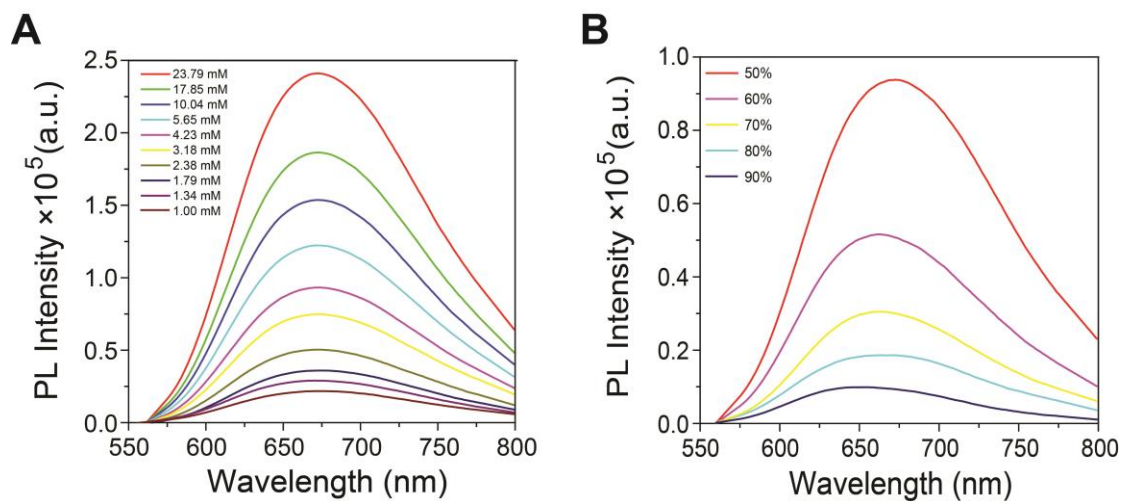 A
PL Intensity ×10⁵(a.u.)
2.5
2.0
1.5
1.0
0.5
0.0
23.79 mM
17.85 mM
10.04 mM
5.65 mM
4.23 mM
3.18 mM
2.38 mM
1.79 mM
1.34 mM
1.00 mM
550 600 650 700 750 800
Wavelength (nm)
B
PL Intensity ×10⁵(a.u.)
1.0
0.8
0.6
0.4
0.2
0.0
50%
60%
70%
80%
90%
550 600 650 700 750 800
Wavelength (nm)